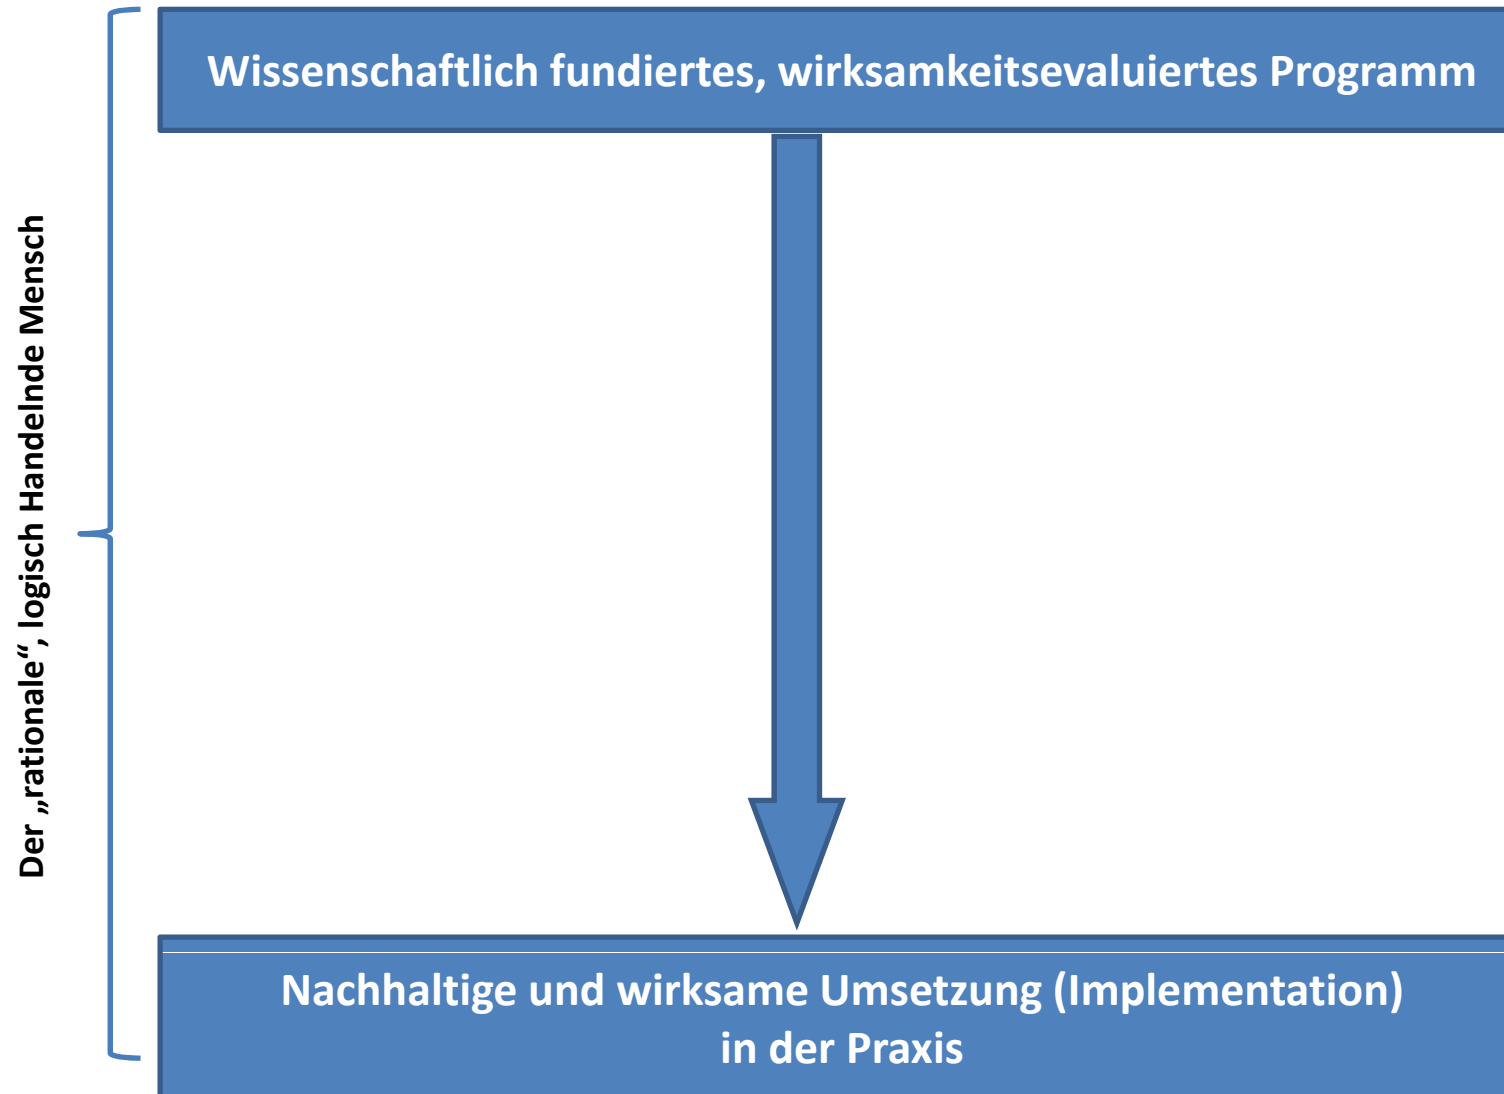 Wissenschaftlich fundiertes, wirksamkeitsevaluiertes Programm
Der „rationale“, logisch Handelnde Mensch
Nachhaltige und wirksame Umsetzung (Implementation)
in der Praxis